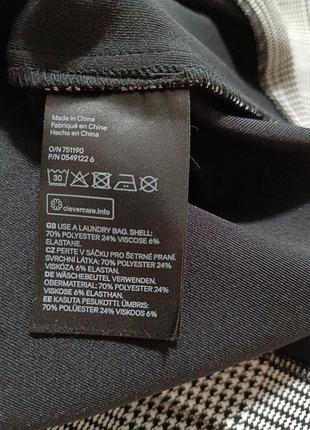 Made in China
Fabriqué en Chine
Hecho en China
O/N 751190
P/N 0549122 6
30
clevercare.info
GB USE A LAUNDRY BAG. SHELL:
70% POLYESTER 24% VISCOSE 6%
ELASTANE.
CZ PERTE V SÁČKU PRO ŠETRNÉ PRANÍ.
SVRCHNÍ LÁTKA: 70% POLYESTER 24%
VISKÓZA 6% ELASTAN.
DE WÄSCHEBEUTEL VERWENDEN.
OBERMATERIAL: 70% POLYESTER 24%
VISKOSE 6% ELASTHAN.
EE KASUTA PESUKOTTI. ÜMBRIS:
70% POLÜESTER 24% VISKOOS 6%